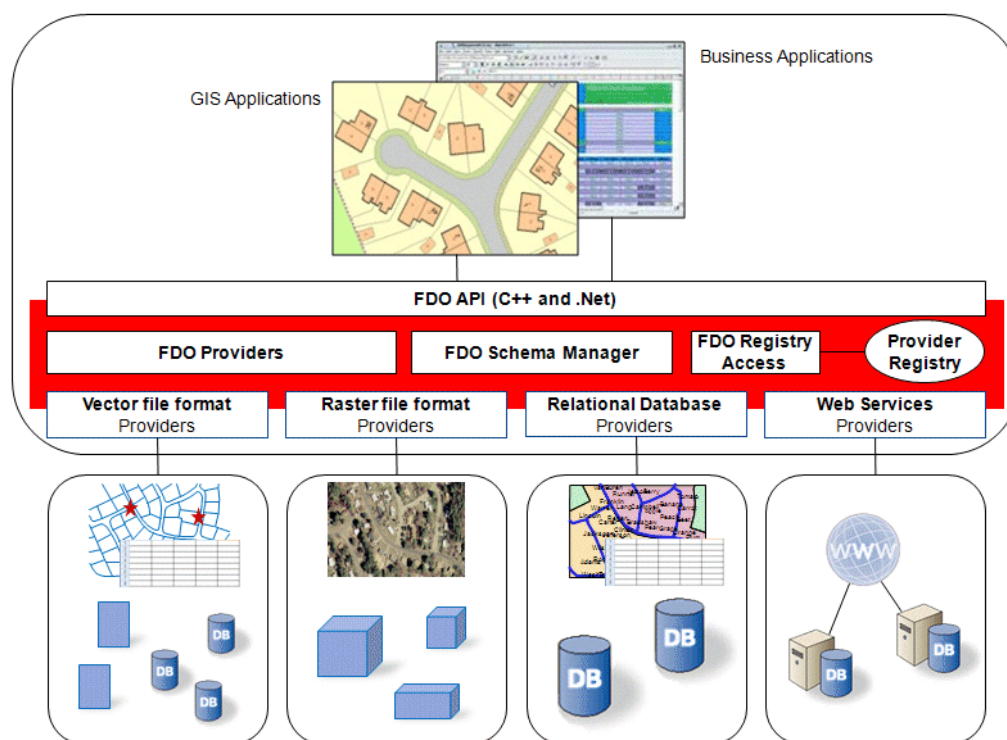 Business Applications
GIS Applications
FDO API (C++ and .Net)
FDO Providers
FDO Schema Manager
FDO Registry
Access
Provider
Registry
Vector file format
Providers
Raster file format
Providers
Relational Database
Providers
Web Services
Providers
DB
DB
DB
DB
DB
WWW
DB
DB